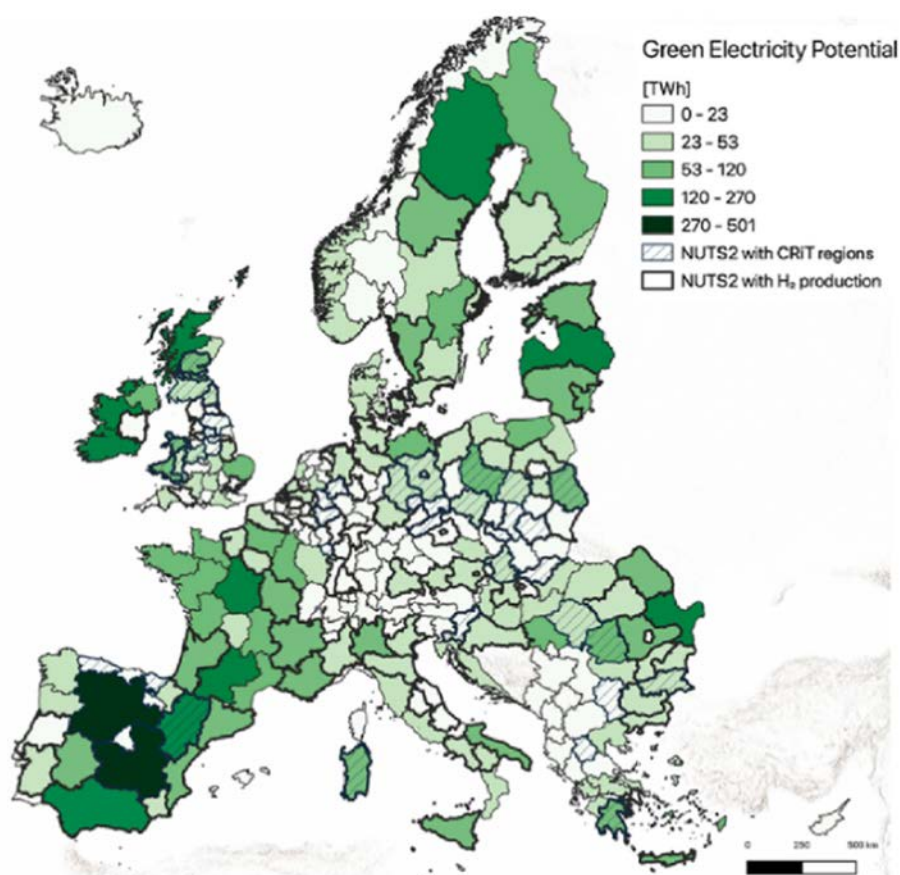 Green Electricity Potential
[TWh]
0 - 23
23 - 53
53 - 120
120 - 270
270 - 501
NUTS2 with CRiT regions
NUTS2 with H₂ production
0 250 500 km